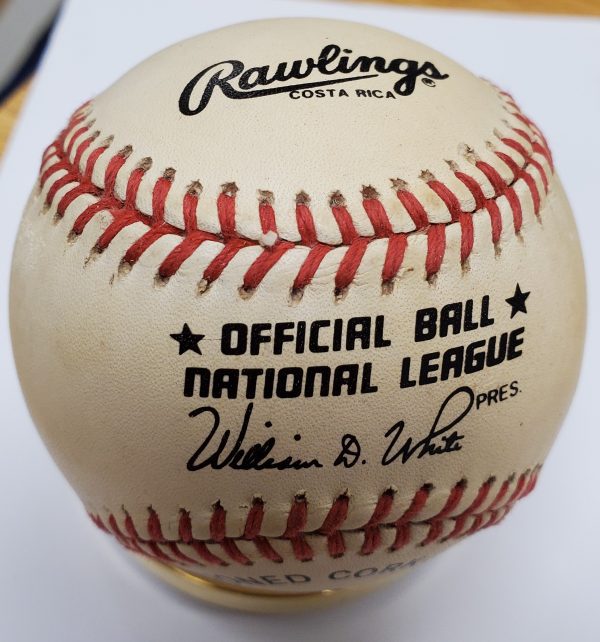 Rawlings®
COSTA RICA
★ OFFICIAL BALL ★
NATIONAL LEAGUE
William D. White PRES.